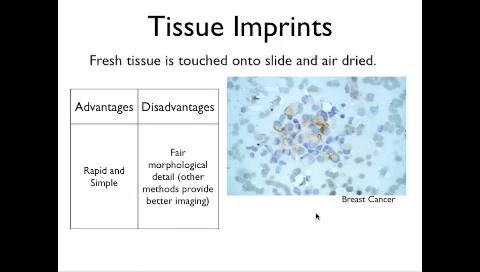 Tissue Imprints
Fresh tissue is touched onto slide and air dried.
Advantages
Disadvantages
Rapid and
Simple
Fair
morphological
detail (other
methods provide
better imaging)
Breast Cancer